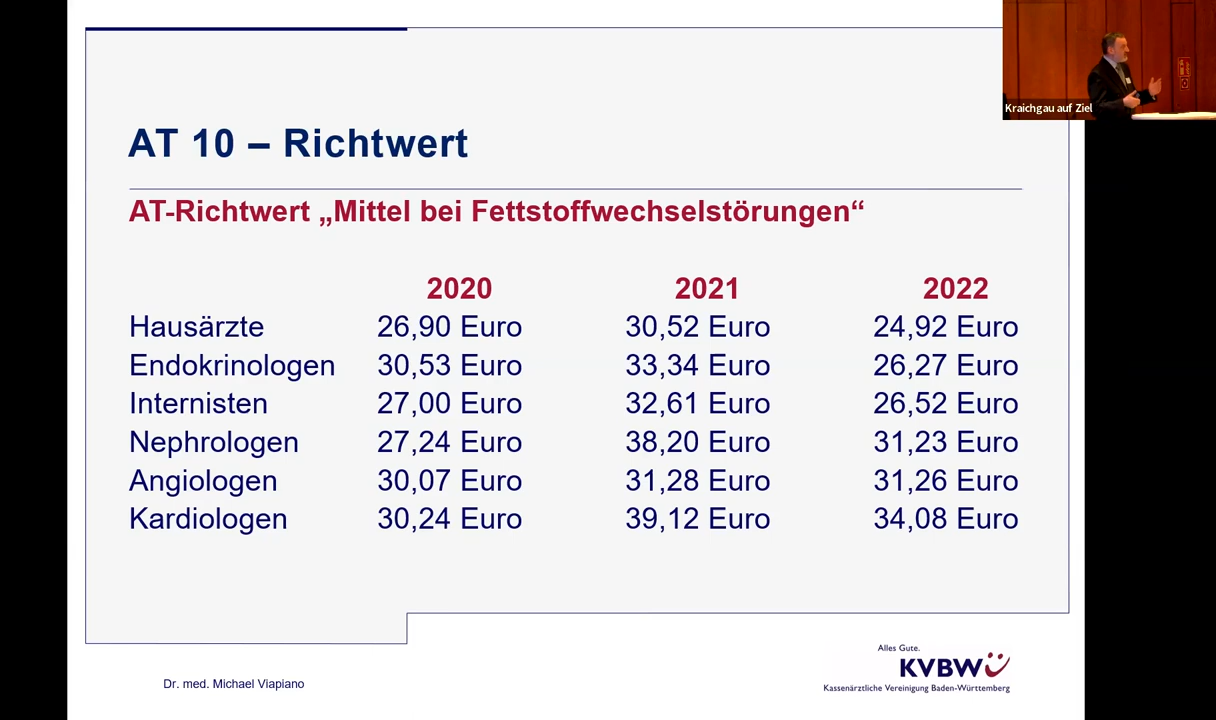 Kraichgau auf Ziel
AT 10 – Richtwert
AT-Richtwert „Mittel bei Fettstoffwechselstörungen“
2020 2021 2022
Hausärzte 26,90 Euro 30,52 Euro 24,92 Euro
Endokrinologen 30,53 Euro 33,34 Euro 26,27 Euro
Internisten 27,00 Euro 32,61 Euro 26,52 Euro
Nephrologen 27,24 Euro 38,20 Euro 31,23 Euro
Angiologen 30,07 Euro 31,28 Euro 31,26 Euro
Kardiologen 30,24 Euro 39,12 Euro 34,08 Euro
Alles Gute.
KVBW
Kassenärztliche Vereinigung Baden-Württemberg
Dr. med. Michael Viapiano